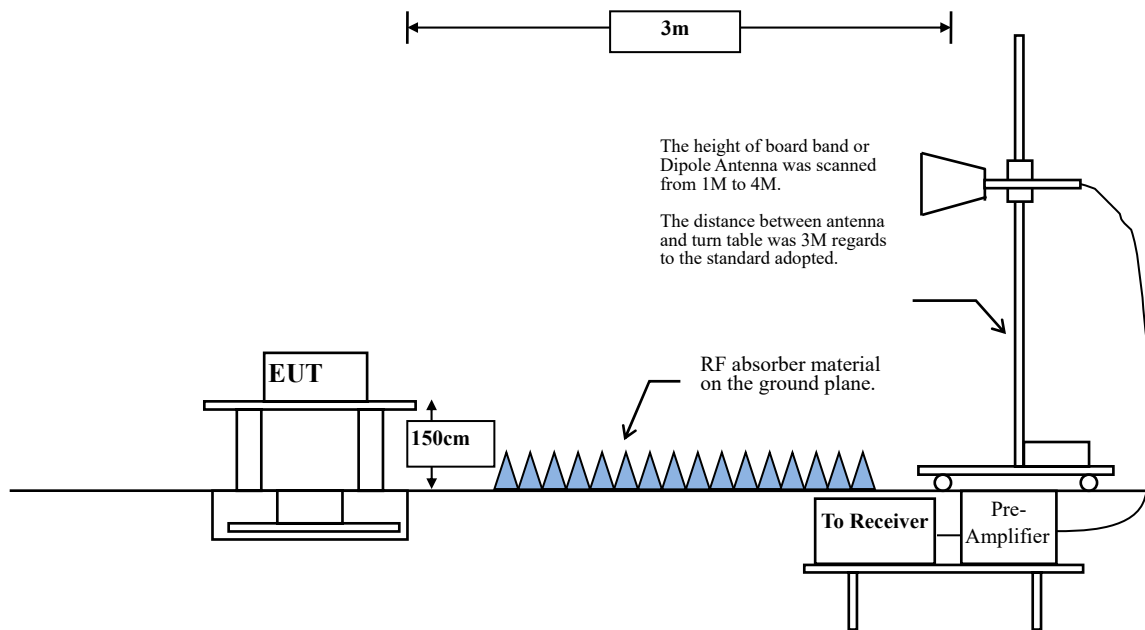 3m
The height of board band or
Dipole Antenna was scanned
from 1M to 4M.
The distance between antenna
and turn table was 3M regards
to the standard adopted.
RF absorber material
on the ground plane.
EUT
150cm
To Receiver
Pre-
Amplifier